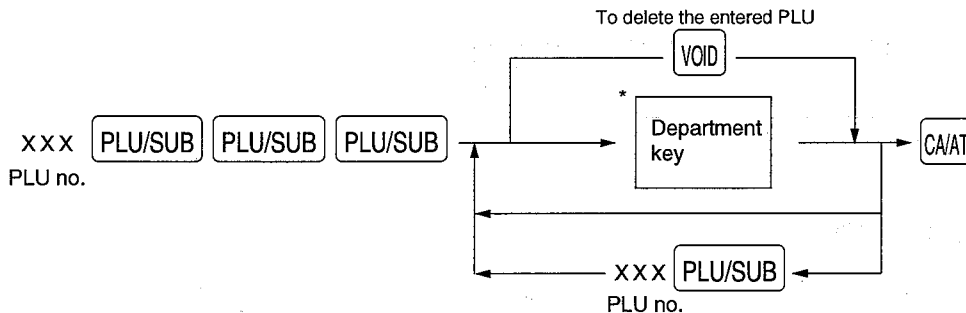 To delete the entered PLU
VOID
*
Department
key
XXX PLU/SUB PLU/SUB PLU/SUB
PLU no.
CA/AT
XXX PLU/SUB
PLU no.